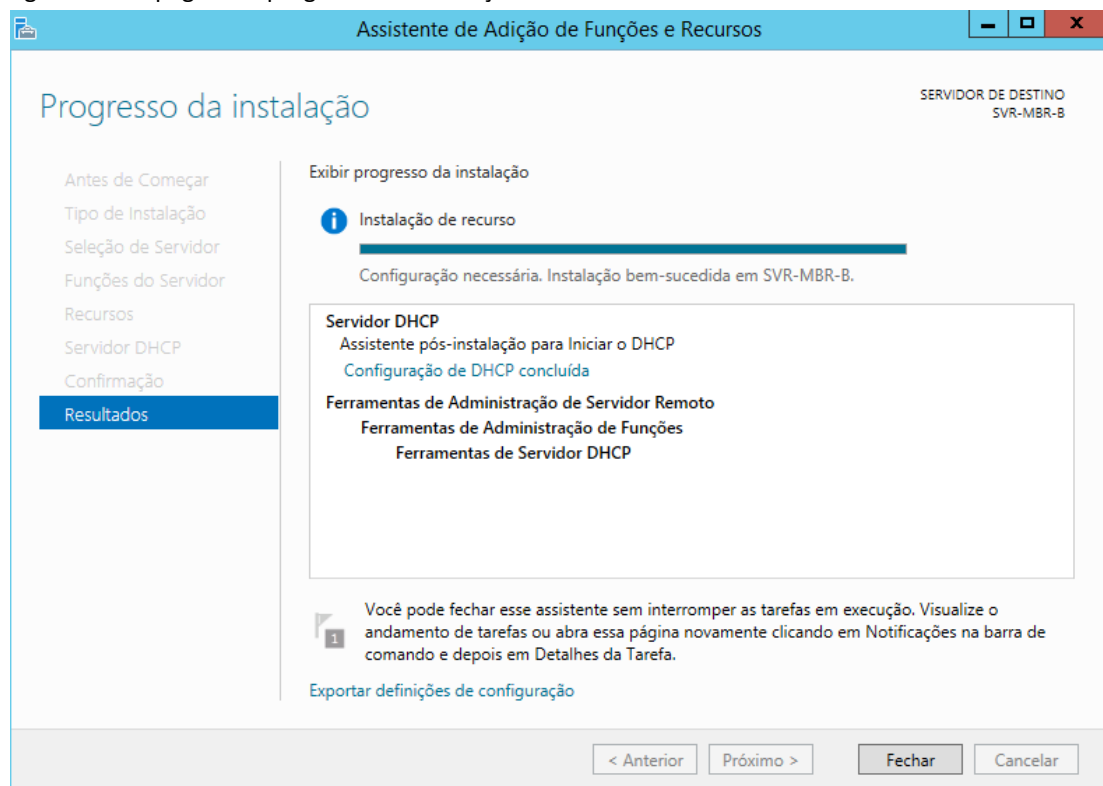 Assistente de Adição de Funções e Recursos
Progresso da instalação
SERVIDOR DE DESTINO
SVR-MBR-B
Antes de Começar
Tipo de Instalação
Seleção de Servidor
Funções do Servidor
Recursos
Servidor DHCP
Confirmação
Resultados
Exibir progresso da instalação
Instalação de recurso
Configuração necessária. Instalação bem-sucedida em SVR-MBR-B.
Servidor DHCP
Assistente pós-instalação para Iniciar o DHCP
Configuração de DHCP concluída
Ferramentas de Administração de Servidor Remoto
Ferramentas de Administração de Funções
Ferramentas de Servidor DHCP
1
Você pode fechar esse assistente sem interromper as tarefas em execução. Visualize o
andamento de tarefas ou abra essa página novamente clicando em Notificações na barra de
comando e depois em Detalhes da Tarefa.
Exportar definições de configuração
< Anterior
Próximo >
Fechar
Cancelar